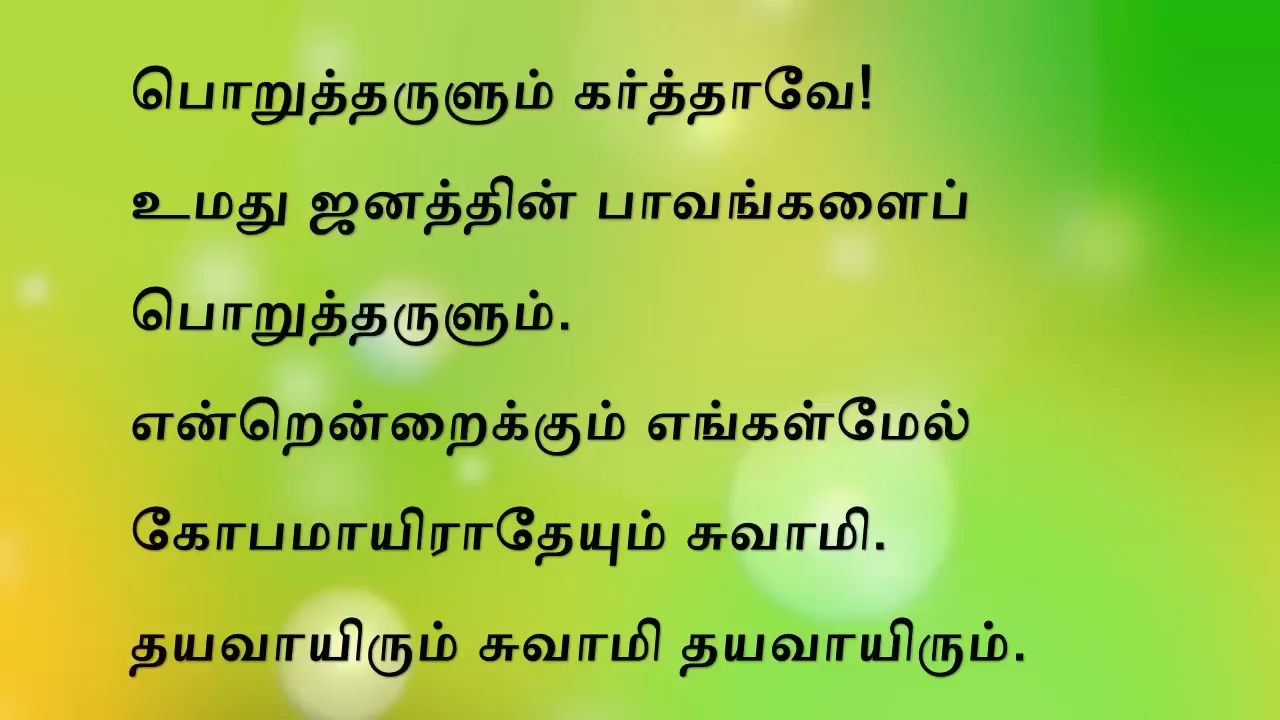 பொறுத்தருளும் கர்த்தாவே!
உமது ஜனத்தின் பாவங்களைப்
பொறுத்தருளும்.
என்றென்றைக்கும் எங்கள்மேல்
கோபமாயிராதேயும் சுவாமி.
தயவாயிரும் சுவாமி தயவாயிரும்.